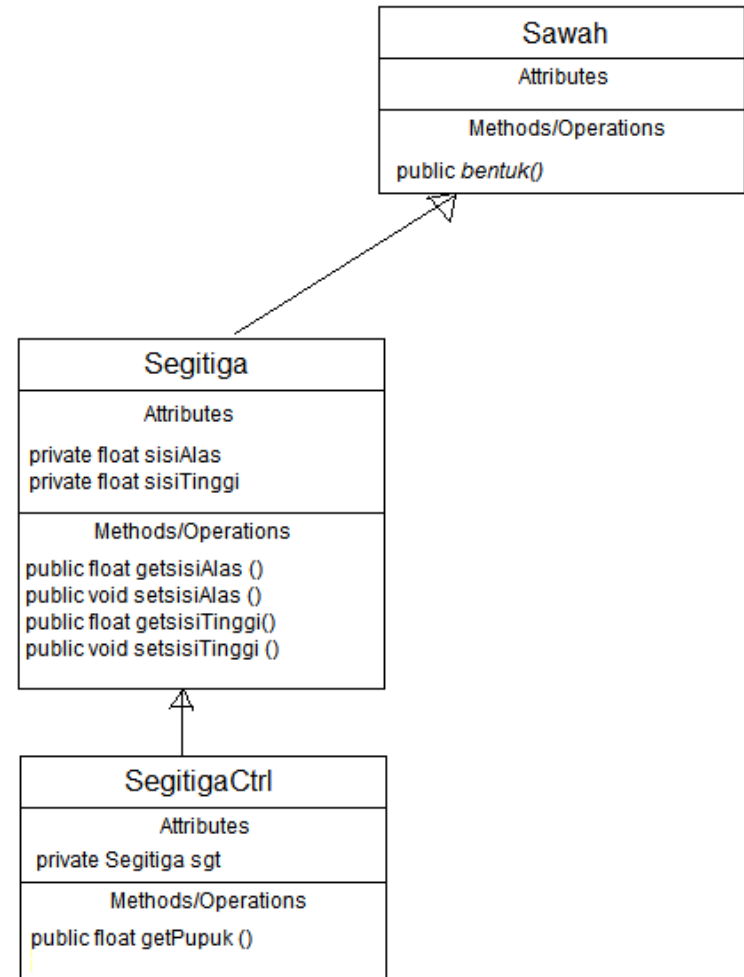 Sawah
Attributes
Methods/Operations
public bentuk()
Segitiga
Attributes
private float sisiAlas
private float sisiTinggi
Methods/Operations
public float getsisiAlas ()
public void setsisiAlas ()
public float getsisiTinggi()
public void setsisiTinggi ()
SegitigaCtrl
Attributes
private Segitiga sgt
Methods/Operations
public float getPupuk ()